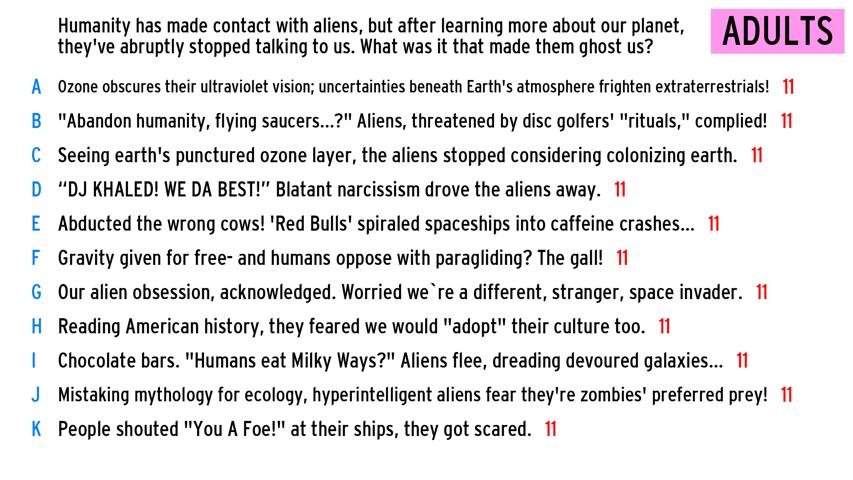 Humanity has made contact with aliens, but after learning more about our planet,
they've abruptly stopped talking to us. What was it that made them ghost us?
ADULTS
A Ozone obscures their ultraviolet vision; uncertainties beneath Earth's atmosphere frighten extraterrestrials! 11
B "Abandon humanity, flying saucers...?" Aliens, threatened by disc golfers' "rituals," complied! 11
C Seeing earth's punctured ozone layer, the aliens stopped considering colonizing earth. 11
D “DJ KHALED! WE DA BEST!” Blatant narcissism drove the aliens away. 11
E Abducted the wrong cows! 'Red Bulls' spiraled spaceships into caffeine crashes... 11
F Gravity given for free- and humans oppose with paragliding? The gall! 11
G Our alien obsession, acknowledged. Worried we`re a different, stranger, space invader. 11
H Reading American history, they feared we would "adopt" their culture too. 11
I Chocolate bars. "Humans eat Milky Ways?" Aliens flee, dreading devoured galaxies... 11
J Mistaking mythology for ecology, hyperintelligent aliens fear they're zombies' preferred prey! 11
K People shouted "You A Foe!" at their ships, they got scared. 11